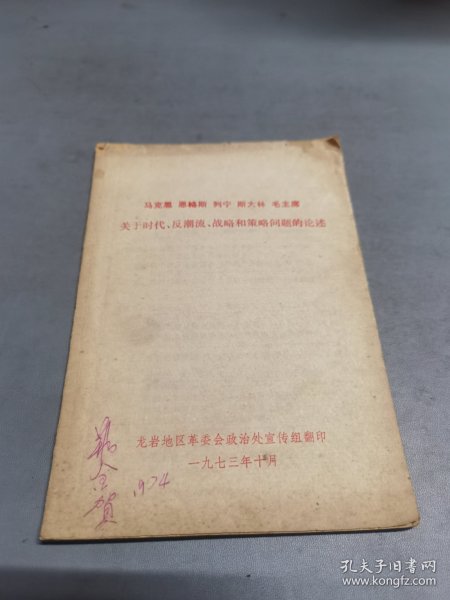 马克思 恩格斯 列宁 斯大林 毛主席
关于时代、反潮流、战略和策略问题的论述
龙岩地区革委会政治处宣传组翻印
一九七三年十月
1974
孔夫子旧书网
www.kongfz.com